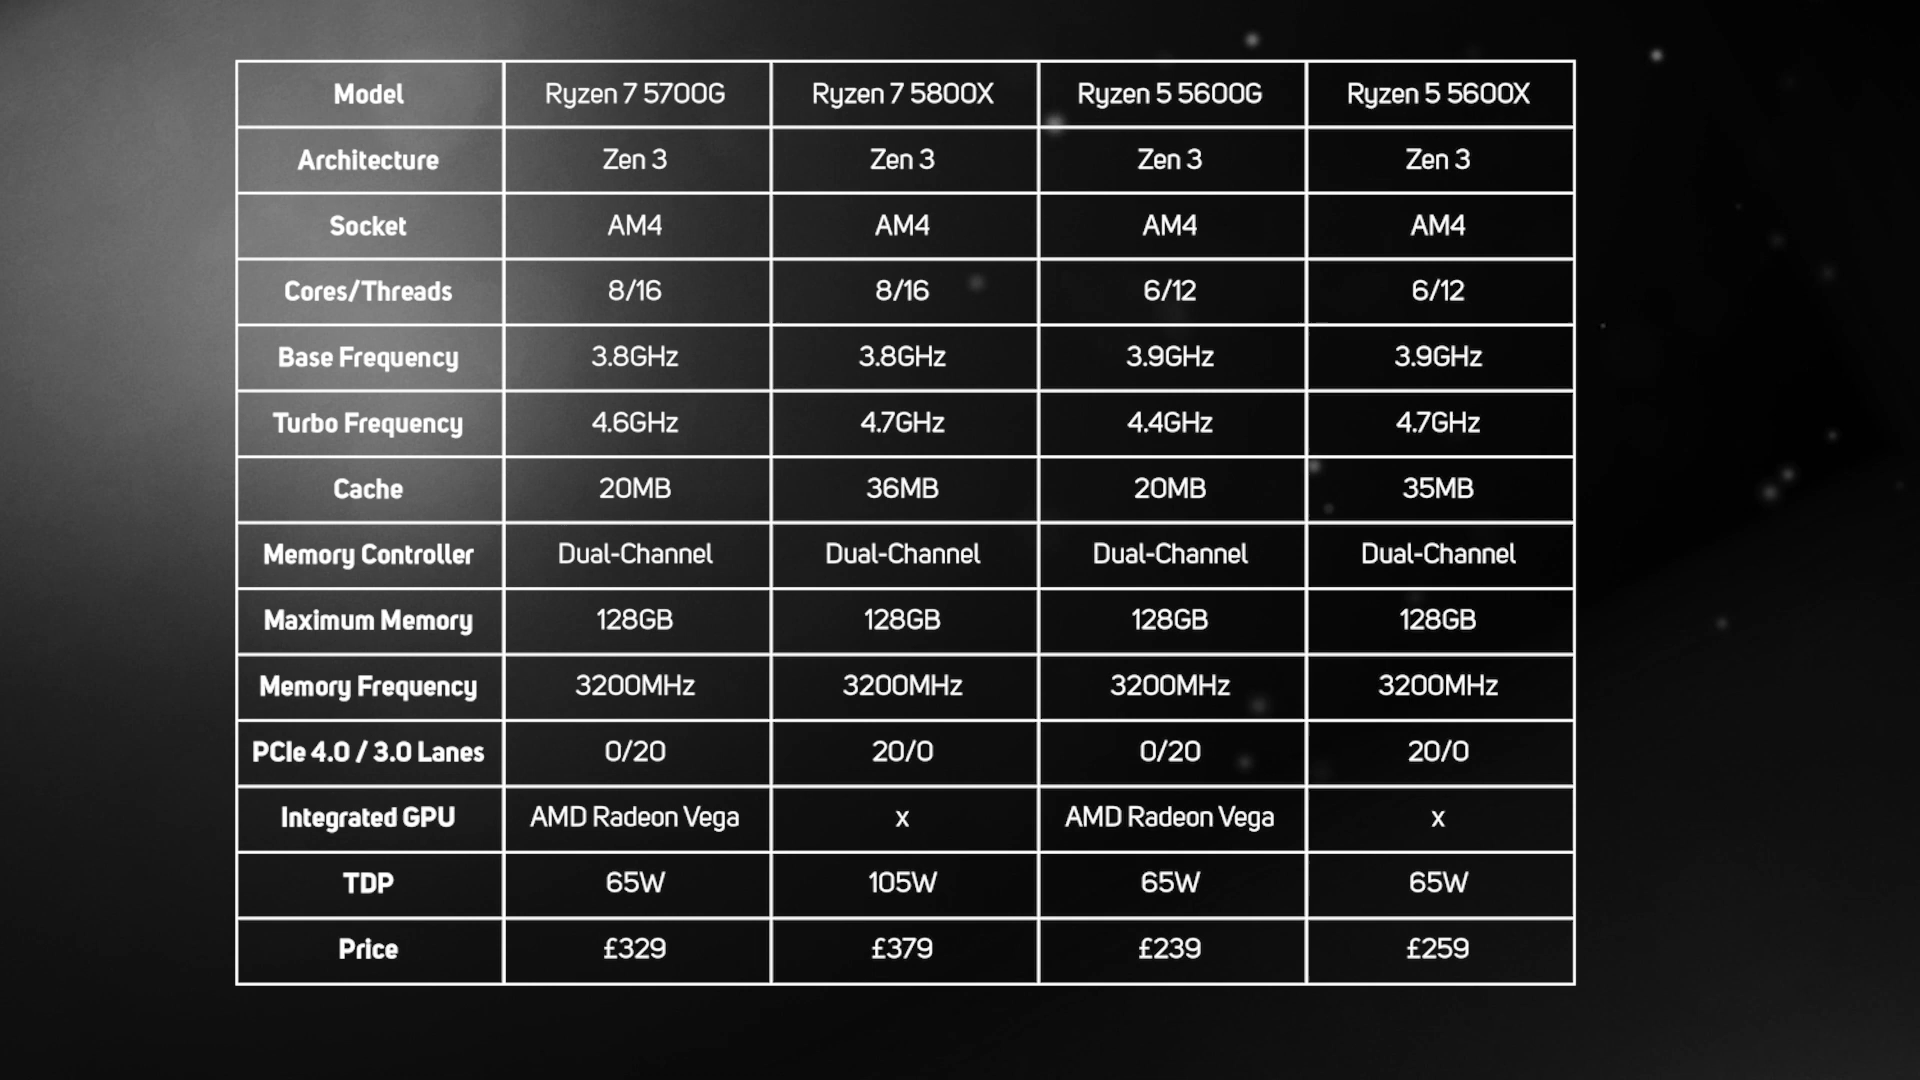 Model Ryzen 7 5700G Ryzen 7 5800X Ryzen 5 5600G Ryzen 5 5600X
Architecture Zen 3 Zen 3 Zen 3 Zen 3
Socket AM4 AM4 AM4 AM4
Cores/Threads 8/16 8/16 6/12 6/12
Base Frequency 3.8GHz 3.8GHz 3.9GHz 3.9GHz
Turbo Frequency 4.6GHz 4.7GHz 4.4GHz 4.7GHz
Cache 20MB 36MB 20MB 35MB
Memory Controller Dual-Channel Dual-Channel Dual-Channel Dual-Channel
Maximum Memory 128GB 128GB 128GB 128GB
Memory Frequency 3200MHz 3200MHz 3200MHz 3200MHz
PCIe 4.0 / 3.0 Lanes 0/20 20/0 0/20 20/0
Integrated GPU AMD Radeon Vega x AMD Radeon Vega x
TDP 65W 105W 65W 65W
Price £329 £379 £239 £259